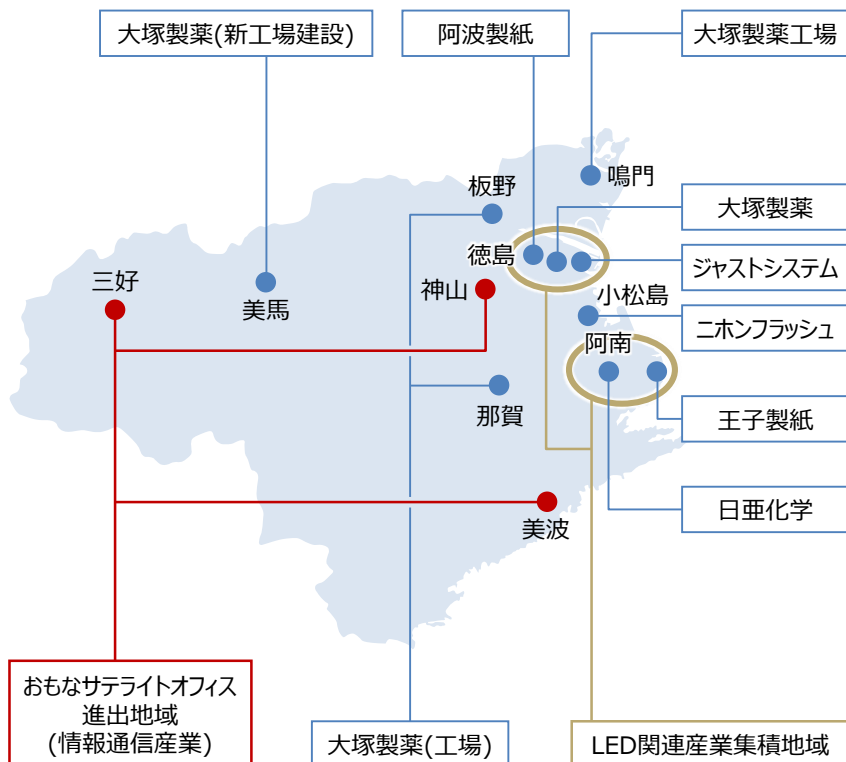 大塚製薬(新工場建設)
阿波製紙
大塚製薬工場
鳴門
板野
大塚製薬
徳島
ジャストシステム
三好
美馬
神山
小松島
ニホンフラッシュ
阿南
那賀
王子製紙
日亜化学
美波
おもなサテライトオフィス
進出地域
(情報通信産業)
大塚製薬(工場)
LED関連産業集積地域